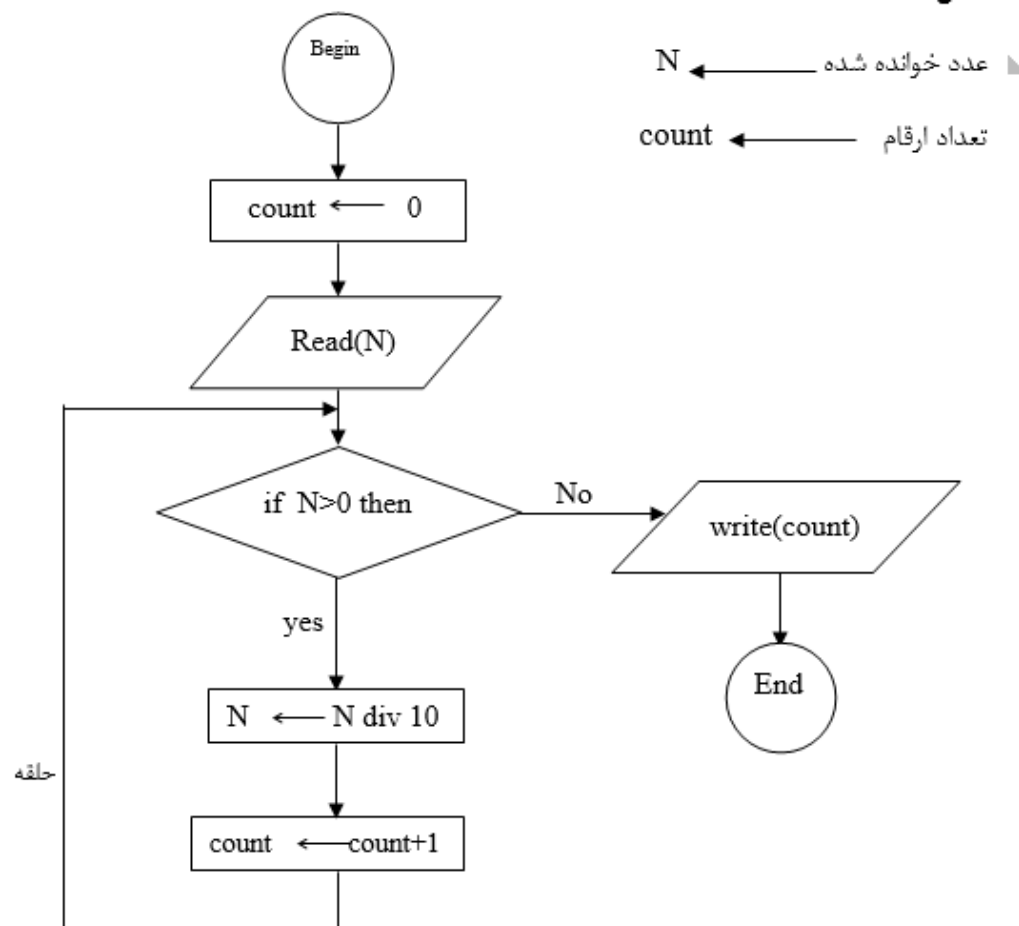 Begin
عدد خوانده شده N
تعداد ارقام count
count ← 0
Read(N)
if N>0 then
No
write(count)
yes
End
N ← N div 10
حلقه
count ← count+1